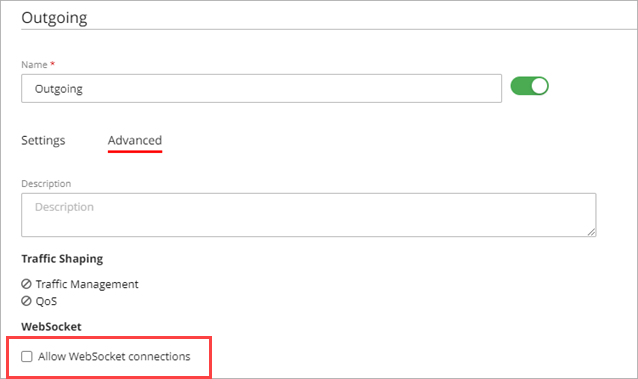 Outgoing
Name *
Outgoing
Settings
Advanced
Description
Description
Traffic Shaping
Traffic Management
QoS
WebSocket
Allow WebSocket connections